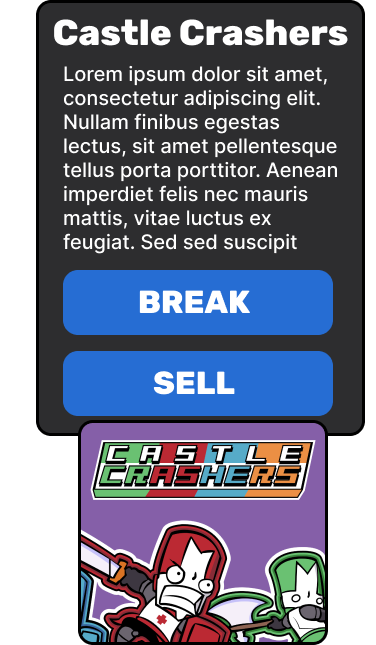 Castle Crashers
Lorem ipsum dolor sit amet,
consectetur adipiscing elit.
Nullam finibus egestas
lectus, sit amet pellentesque
tellus porta porttitor. Aenean
imperdiet felis nec mauris
mattis, vitae luctus ex
feugiat. Sed sed suscipit
BREAK
SELL
CASTLE
CRASHERS